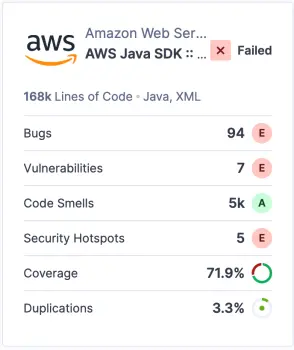 aws
Amazon Web Ser...
AWS Java SDK :: ...
Failed
168k Lines of Code • Java, XML
Bugs 94 E
Vulnerabilities 7 E
Code Smells 5k A
Security Hotspots 5 E
Coverage 71.9%
Duplications 3.3%